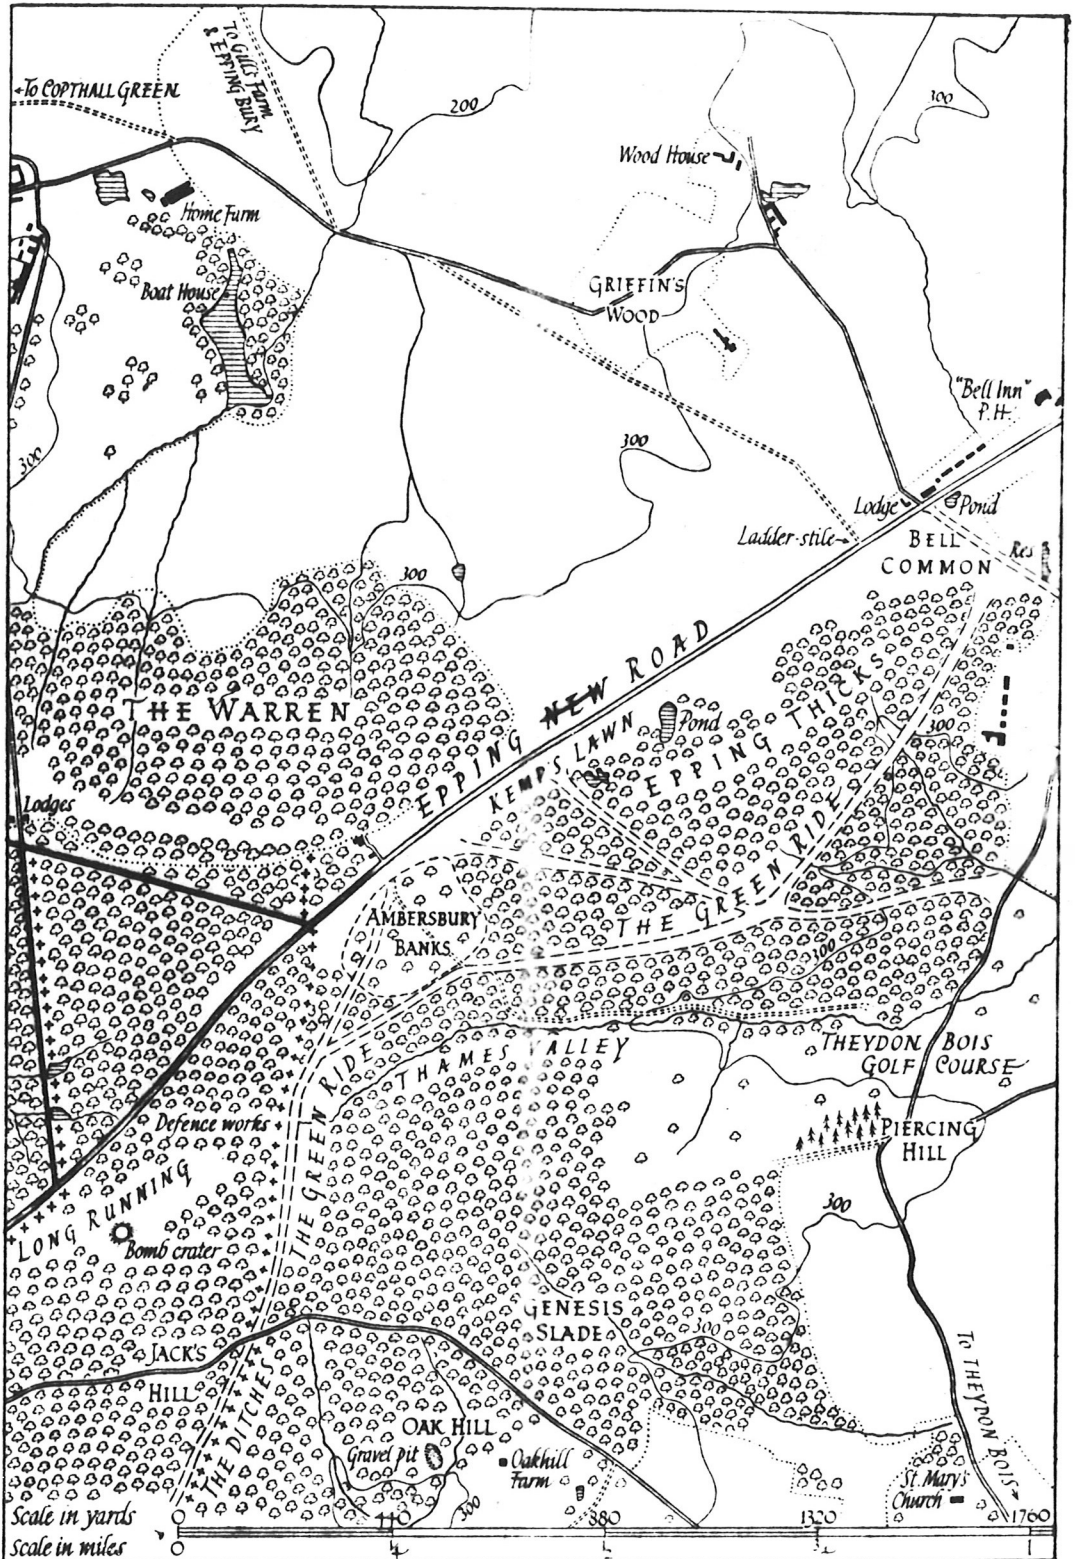 To COPTHALL GREEN
To GILLS FARM
& EPPING BURY
200
300
Wood House
Home Farm
Boat House
GRIFFIN'S
WOOD
"Bell Inn"
P.H.
300
300
Lodge
Pond
Ladder-stile
BELL
COMMON
Res
300
EPPING NEW ROAD
THE WARREN
KEMP'S LAWN
Pond
EPPING THICKS
300
Lodges
THE GREEN RIDE
AMBERSBURY
BANKS
THAMES VALLEY
THEYDON BOIS
GOLF COURSE
THE GREEN RIDE
Defence works
PIERCING
HILL
LONG RUNNING
Bomb crater
300
GENESIS
SLADE
300
JACK'S
HILL
THE DITCHES
To THEYDON BOIS
OAK HILL
Gravel pit
Oakhill
Farm
300
St. Mary's
Church
Scale in yards
0 880 1320 1760
Scale in miles
0 1